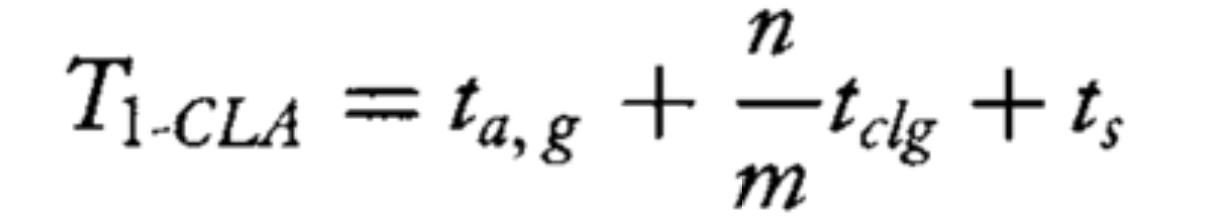 T_{1-CLA} = t_{a, g} + \frac{n}{m} t_{clg} + t_s